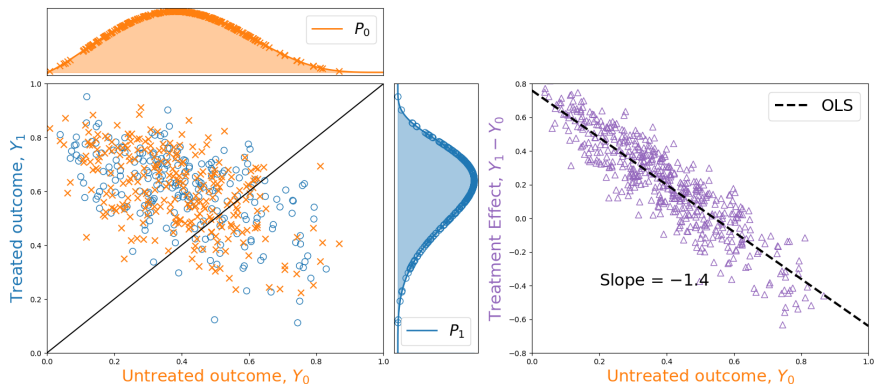 P₀
1.0
0.8
0.6
0.4
0.2
0.0
0.0 0.2 0.4 0.6 0.8 1.0
Treated outcome, Y₁
Untreated outcome, Y₀
P₁
0.8
0.6
0.4
0.2
0.0
−0.2
−0.4
−0.6
−0.8
0.0 0.2 0.4 0.6 0.8 1.0
Treatment Effect, Y₁ − Y₀
OLS
Slope = −1.4
Untreated outcome, Y₀